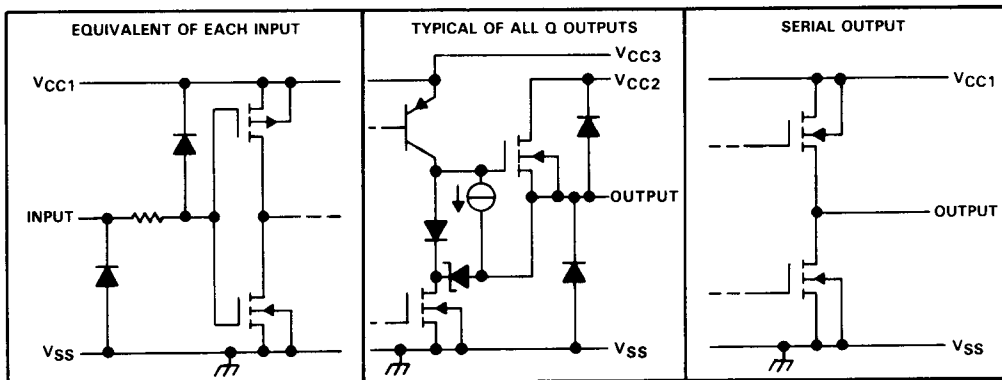 EQUIVALENT OF EACH INPUT
VCC1
INPUT
VSS
TYPICAL OF ALL Q OUTPUTS
VCC3
VCC2
OUTPUT
VSS
SERIAL OUTPUT
VCC1
OUTPUT
VSS